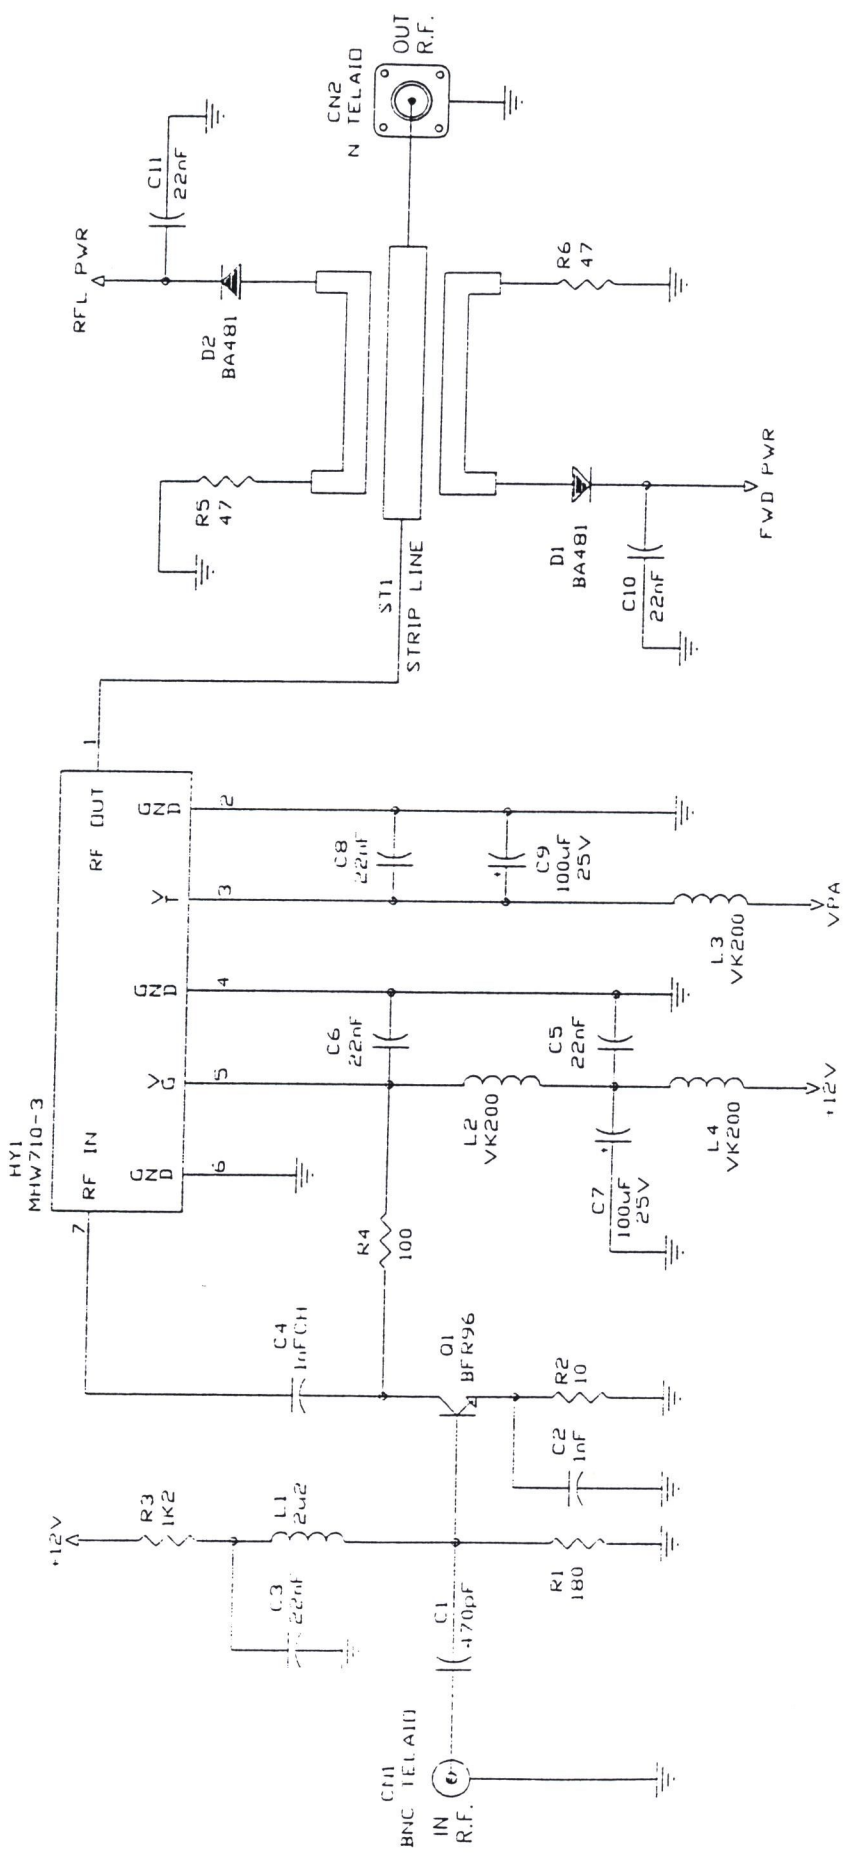 CN1
BNC TELAIO
IN
R.F.
C1
470pF
+12V
R3
1K2
C3
22nF
L1
2u2
R1
180
C2
1nF
R2
10
Q1
BFR96
C4
1nFCH
R4
100
HY1
MHW710-3
7
RF IN
GND
6
VG
5
GND
4
VT
3
GND
2
RF OUT
1
C6
22nF
L2
VK200
C5
22nF
C7
100uF
25V
L4
VK200
+12V
C8
22nF
C9
100uF
25V
L3
VK200
VPA
ST1
STRIP LINE
R5
47
D2
BA481
RFL PWR
C11
22nF
D1
BA481
C10
22nF
FWD PWR
R6
47
CN2
N TELAIO
OUT
R.F.